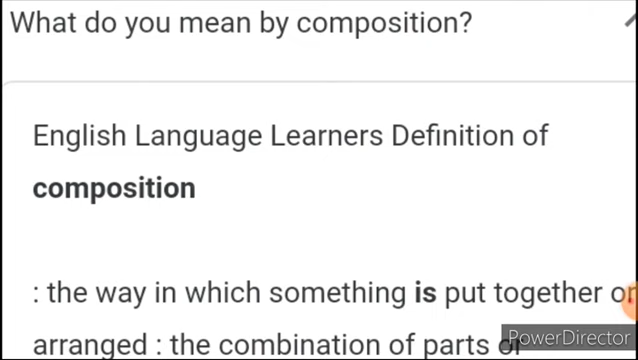 What do you mean by composition?
English Language Learners Definition of
composition
: the way in which something is put together or
arranged : the combination of parts or
PowerDirector